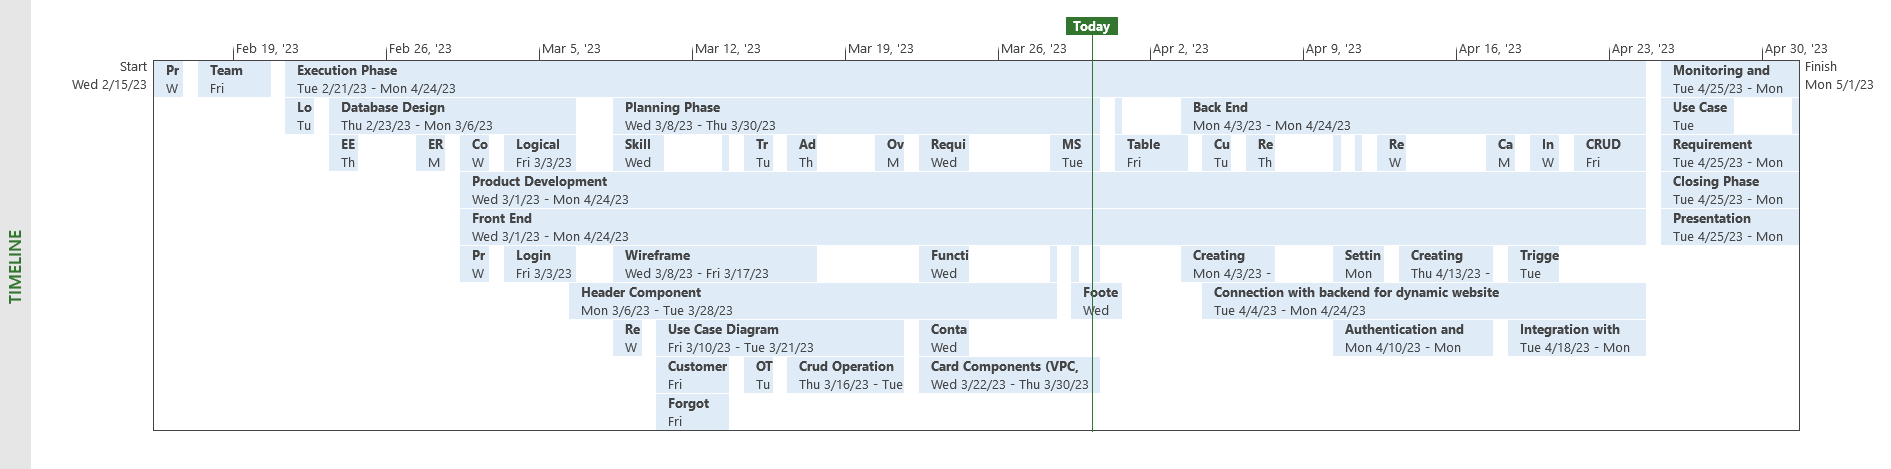 Today
Feb 19, '23 Feb 26, '23 Mar 5, '23 Mar 12, '23 Mar 19, '23 Mar 26, '23 Apr 2, '23 Apr 9, '23 Apr 16, '23 Apr 23, '23 Apr 30, '23
Start
Wed 2/15/23
Finish
Mon 5/1/23
TIMELINE
Pr Team Execution Phase Monitoring and
W Fri Tue 2/21/23 - Mon 4/24/23 Tue 4/25/23 - Mon
Lo Database Design Planning Phase Back End Use Case
Tu Thu 2/23/23 - Mon 3/6/23 Wed 3/8/23 - Thu 3/30/23 Mon 4/3/23 - Mon 4/24/23 Tue
EE ER Co Logical Skill Tr Ad Ov Requi MS Table Cu Re Re Ca In CRUD Requirement
Th M W Fri 3/3/23 Wed Tu Th M Wed Tue Fri Tu Th W M W Fri Tue 4/25/23 - Mon
Product Development Closing Phase
Wed 3/1/23 - Mon 4/24/23 Tue 4/25/23 - Mon
Front End Presentation
Wed 3/1/23 - Mon 4/24/23 Tue 4/25/23 - Mon
Pr Login Wireframe Functi Creating Settin Creating Trigge
W Fri 3/3/23 Wed 3/8/23 - Fri 3/17/23 Wed Mon 4/3/23 - Mon Thu 4/13/23 - Tue
Header Component Foote Connection with backend for dynamic website
Mon 3/6/23 - Tue 3/28/23 Wed Tue 4/4/23 - Mon 4/24/23
Re Use Case Diagram Conta Authentication and Integration with
W Fri 3/10/23 - Tue 3/21/23 Wed Mon 4/10/23 - Mon Tue 4/18/23 - Mon
Customer OT Crud Operation Card Components (VPC,
Fri Tu Thu 3/16/23 - Tue Wed 3/22/23 - Thu 3/30/23
Forgot
Fri